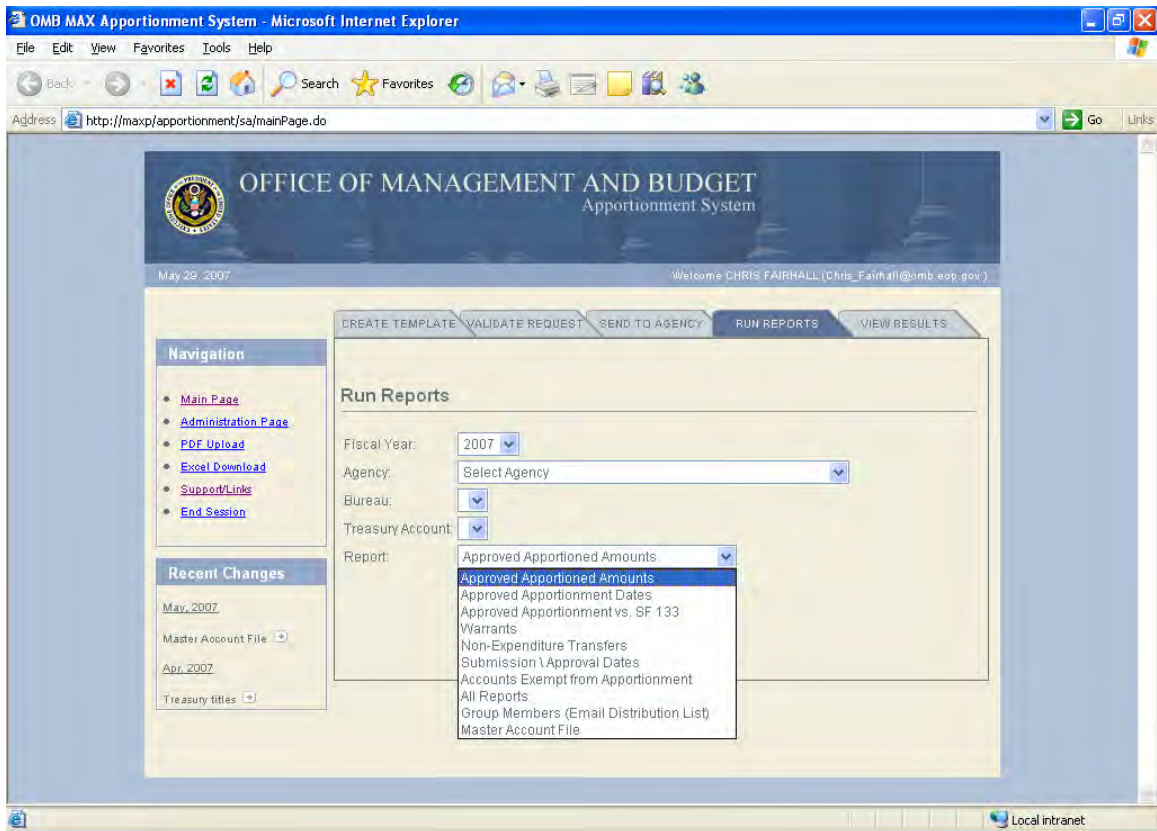 OMB MAX Apportionment System - Microsoft Internet Explorer
File Edit View Favorites Tools Help
Back Search Favorites
Address http://maxp/apportionment/sa/mainPage.do Go Links
OFFICE OF MANAGEMENT AND BUDGET
Apportionment System
May 29, 2007 Welcome CHRIS FAIRHALL (Chris_Fairhall@omb.eop.gov )
CREATE TEMPLATE VALIDATE REQUEST SEND TO AGENCY RUN REPORTS VIEW RESULTS
Navigation
Main Page
Administration Page
PDF Upload
Excel Download
Support/Links
End Session
Recent Changes
May, 2007
Master Account File
Apr, 2007
Treasury titles
Run Reports
Fiscal Year: 2007
Agency: Select Agency
Bureau:
Treasury Account:
Report: Approved Apportioned Amounts
Approved Apportioned Amounts
Approved Apportionment Dates
Approved Apportionment vs. SF 133
Warrants
Non-Expenditure Transfers
Submission \ Approval Dates
Accounts Exempt from Apportionment
All Reports
Group Members (Email Distribution List)
Master Account File
Local intranet